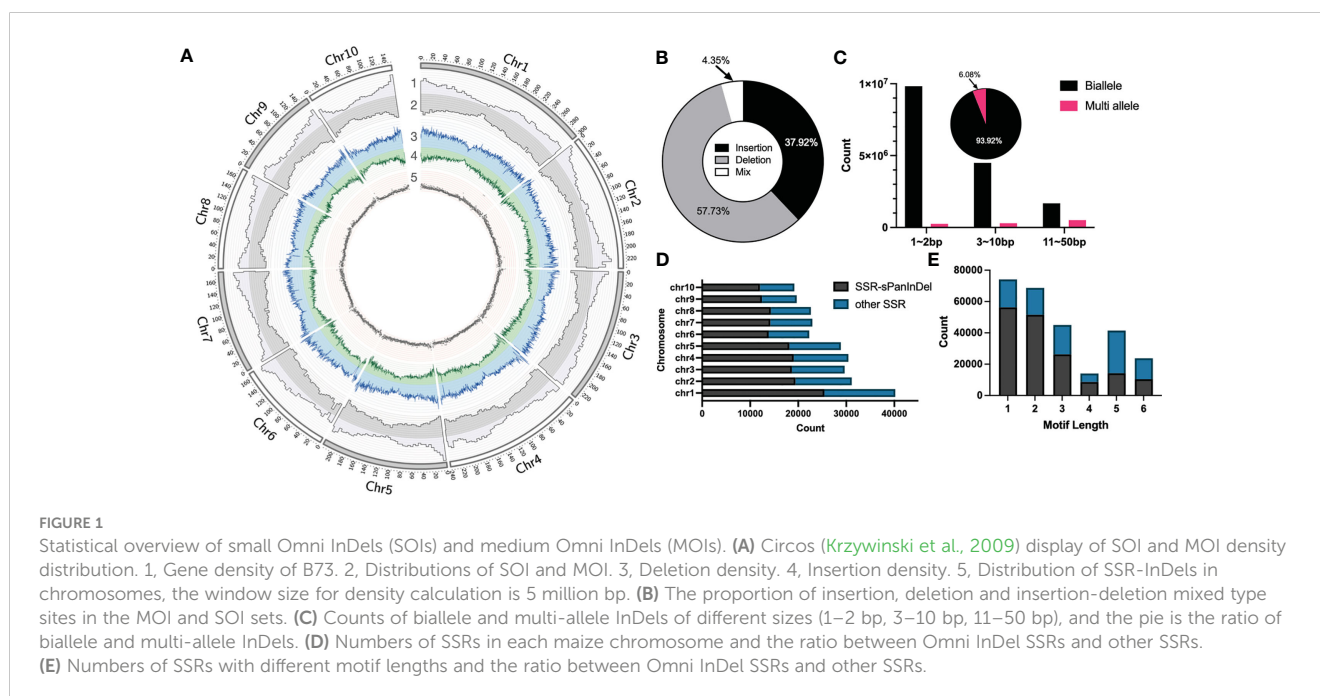 A
Chr1
Chr2
Chr3
Chr4
Chr5
Chr6
Chr7
Chr8
Chr9
Chr10
1
2
3
4
5
B
4.35%
37.92%
57.73%
Insertion
Deletion
Mix
C
Count
1×10⁷
5×10⁶
0
6.08%
93.92%
Biallele
Multi allele
1~2bp
3~10bp
11~50bp
D
SSR-sPanInDel
other SSR
Chromosome
chr10
chr9
chr8
chr7
chr6
chr5
chr4
chr3
chr2
chr1
0 10000 20000 30000 40000
Count
E
Count
80000
60000
40000
20000
0
1 2 3 4 5 6
Motif Length
FIGURE 1
Statistical overview of small Omni InDels (SOIs) and medium Omni InDels (MOIs). (A) Circos (Krzywinski et al., 2009) display of SOI and MOI density
distribution. 1, Gene density of B73. 2, Distributions of SOI and MOI. 3, Deletion density. 4, Insertion density. 5, Distribution of SSR-InDels in
chromosomes, the window size for density calculation is 5 million bp. (B) The proportion of insertion, deletion and insertion-deletion mixed type
sites in the MOI and SOI sets. (C) Counts of biallele and multi-allele InDels of different sizes (1–2 bp, 3–10 bp, 11–50 bp), and the pie is the ratio of
biallele and multi-allele InDels. (D) Numbers of SSRs in each maize chromosome and the ratio between Omni InDel SSRs and other SSRs.
(E) Numbers of SSRs with different motif lengths and the ratio between Omni InDel SSRs and other SSRs.